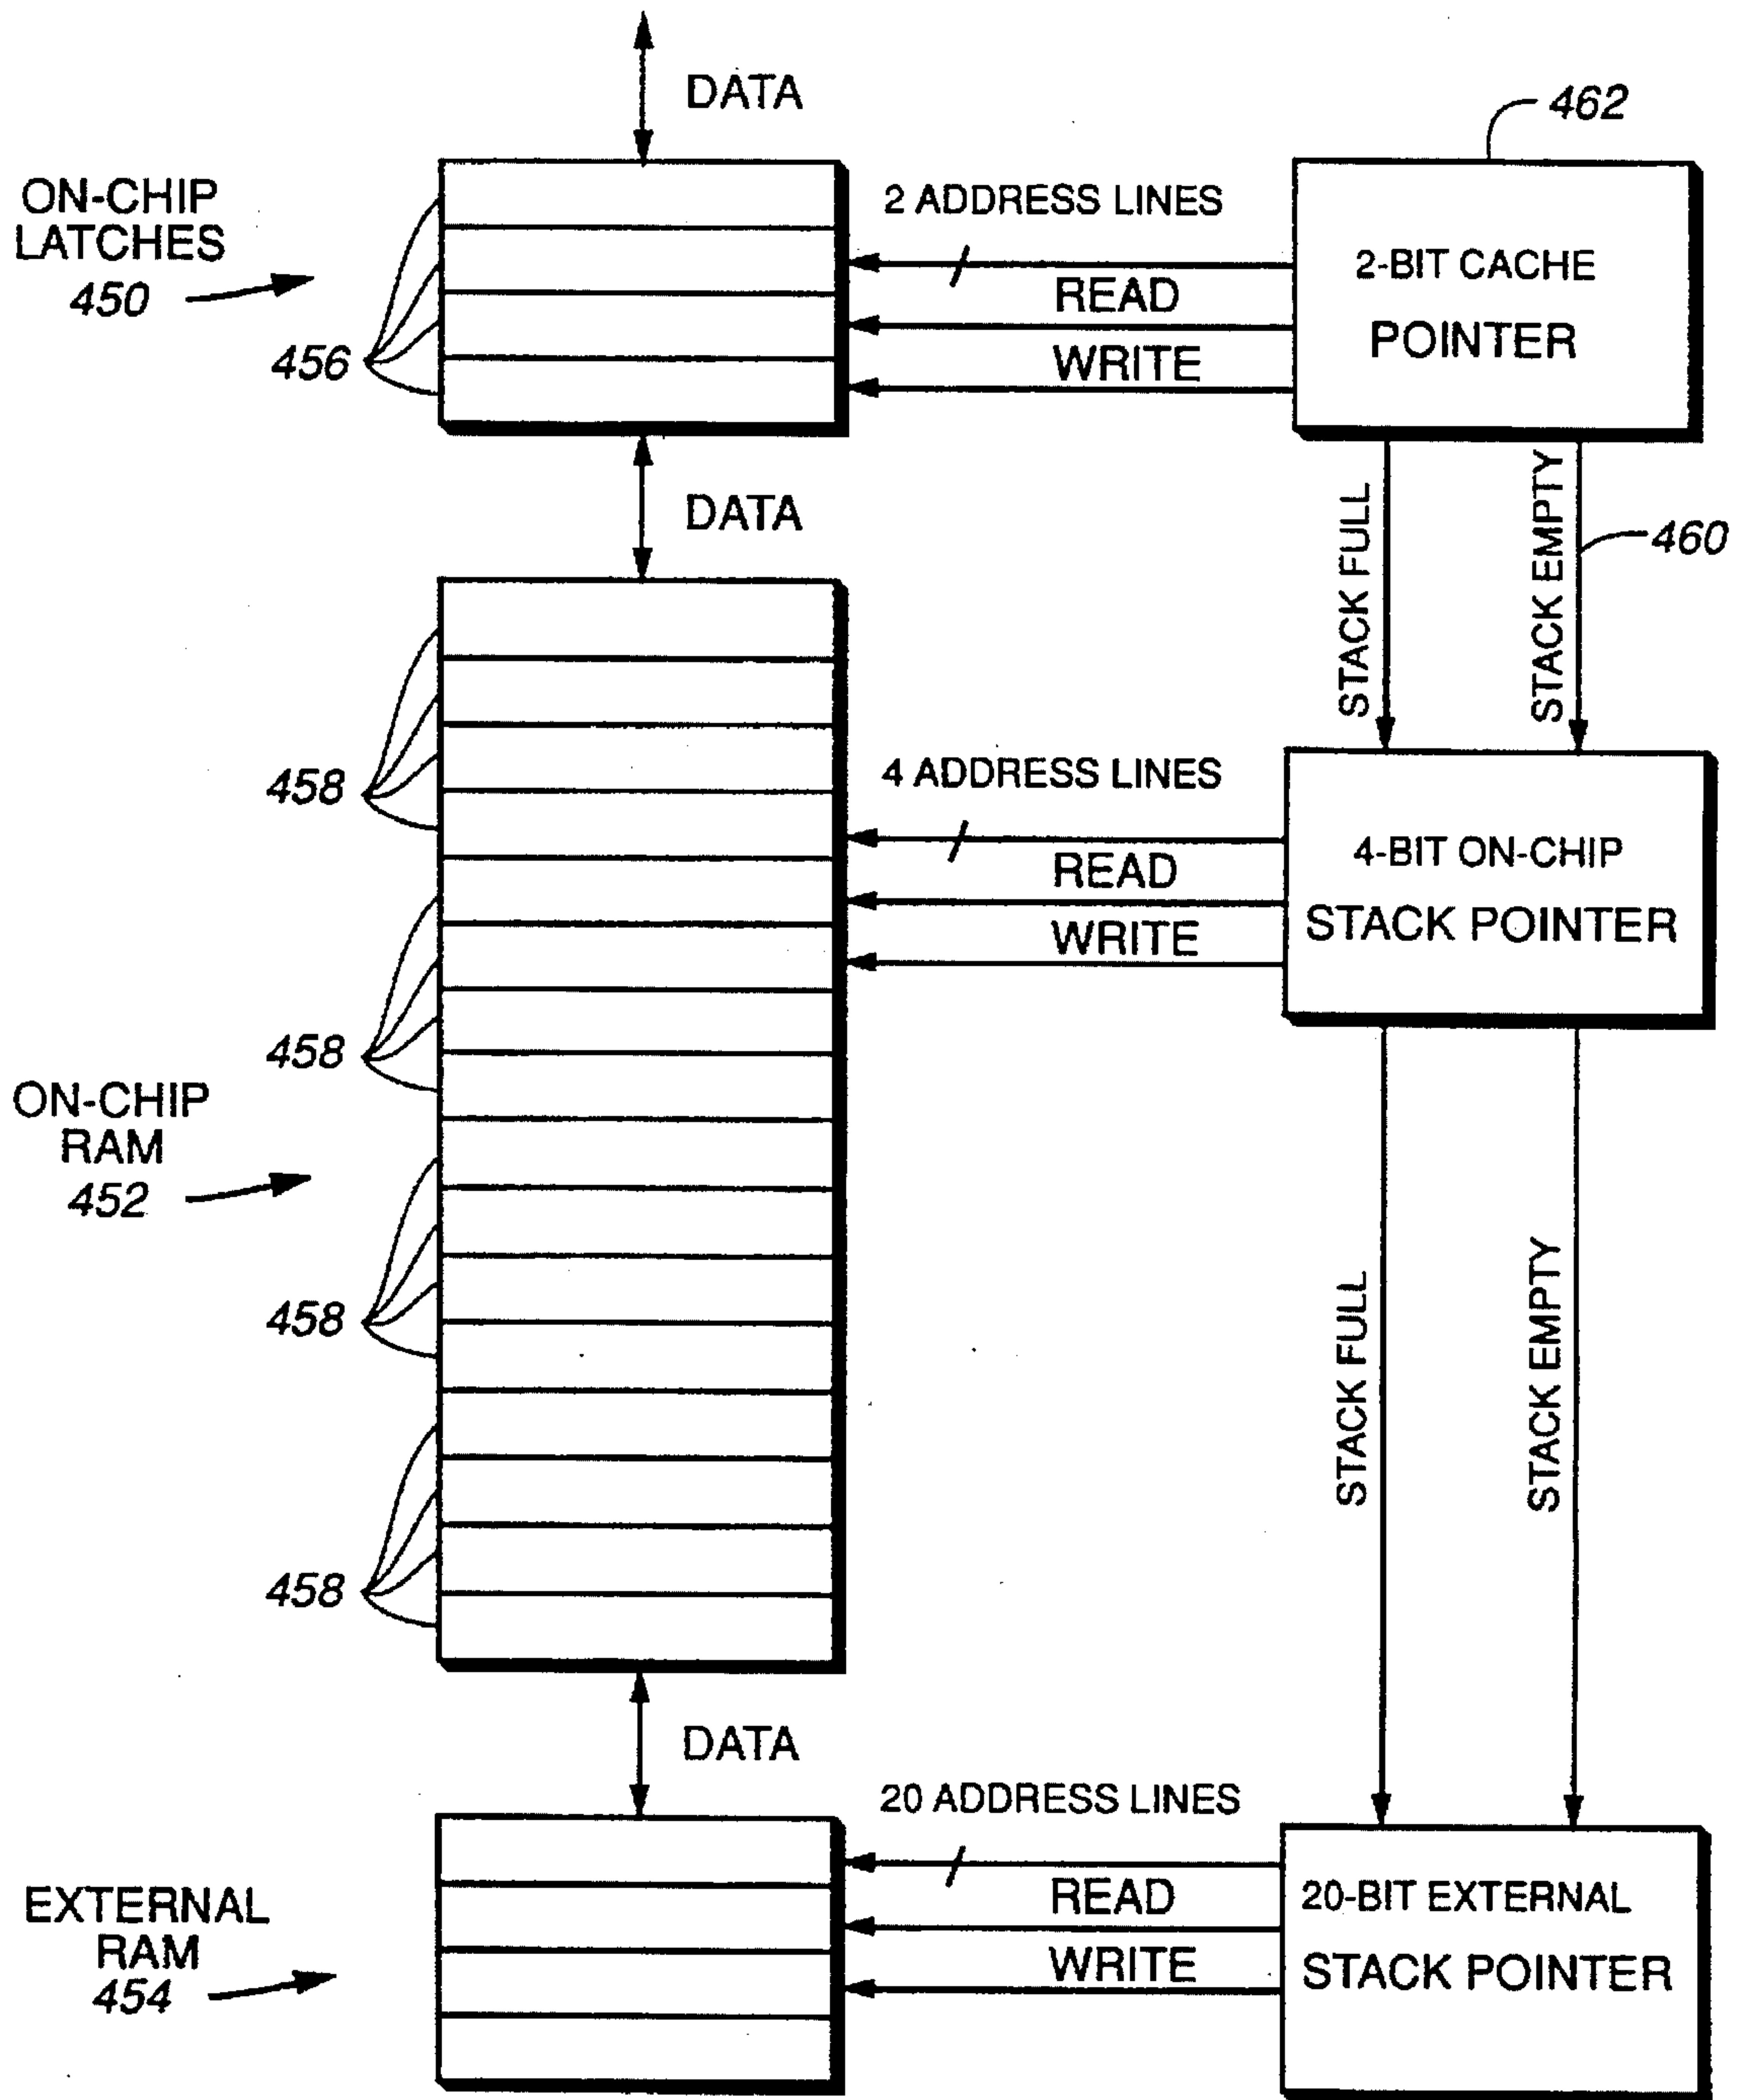 DATA
462
ON-CHIP
LATCHES
450
456
2 ADDRESS LINES
READ
WRITE
2-BIT CACHE
POINTER
DATA
STACK FULL
STACK EMPTY
460
458
4 ADDRESS LINES
READ
WRITE
4-BIT ON-CHIP
STACK POINTER
458
ON-CHIP
RAM
452
458
458
STACK FULL
STACK EMPTY
DATA
20 ADDRESS LINES
READ
WRITE
EXTERNAL
RAM
454
20-BIT EXTERNAL
STACK POINTER